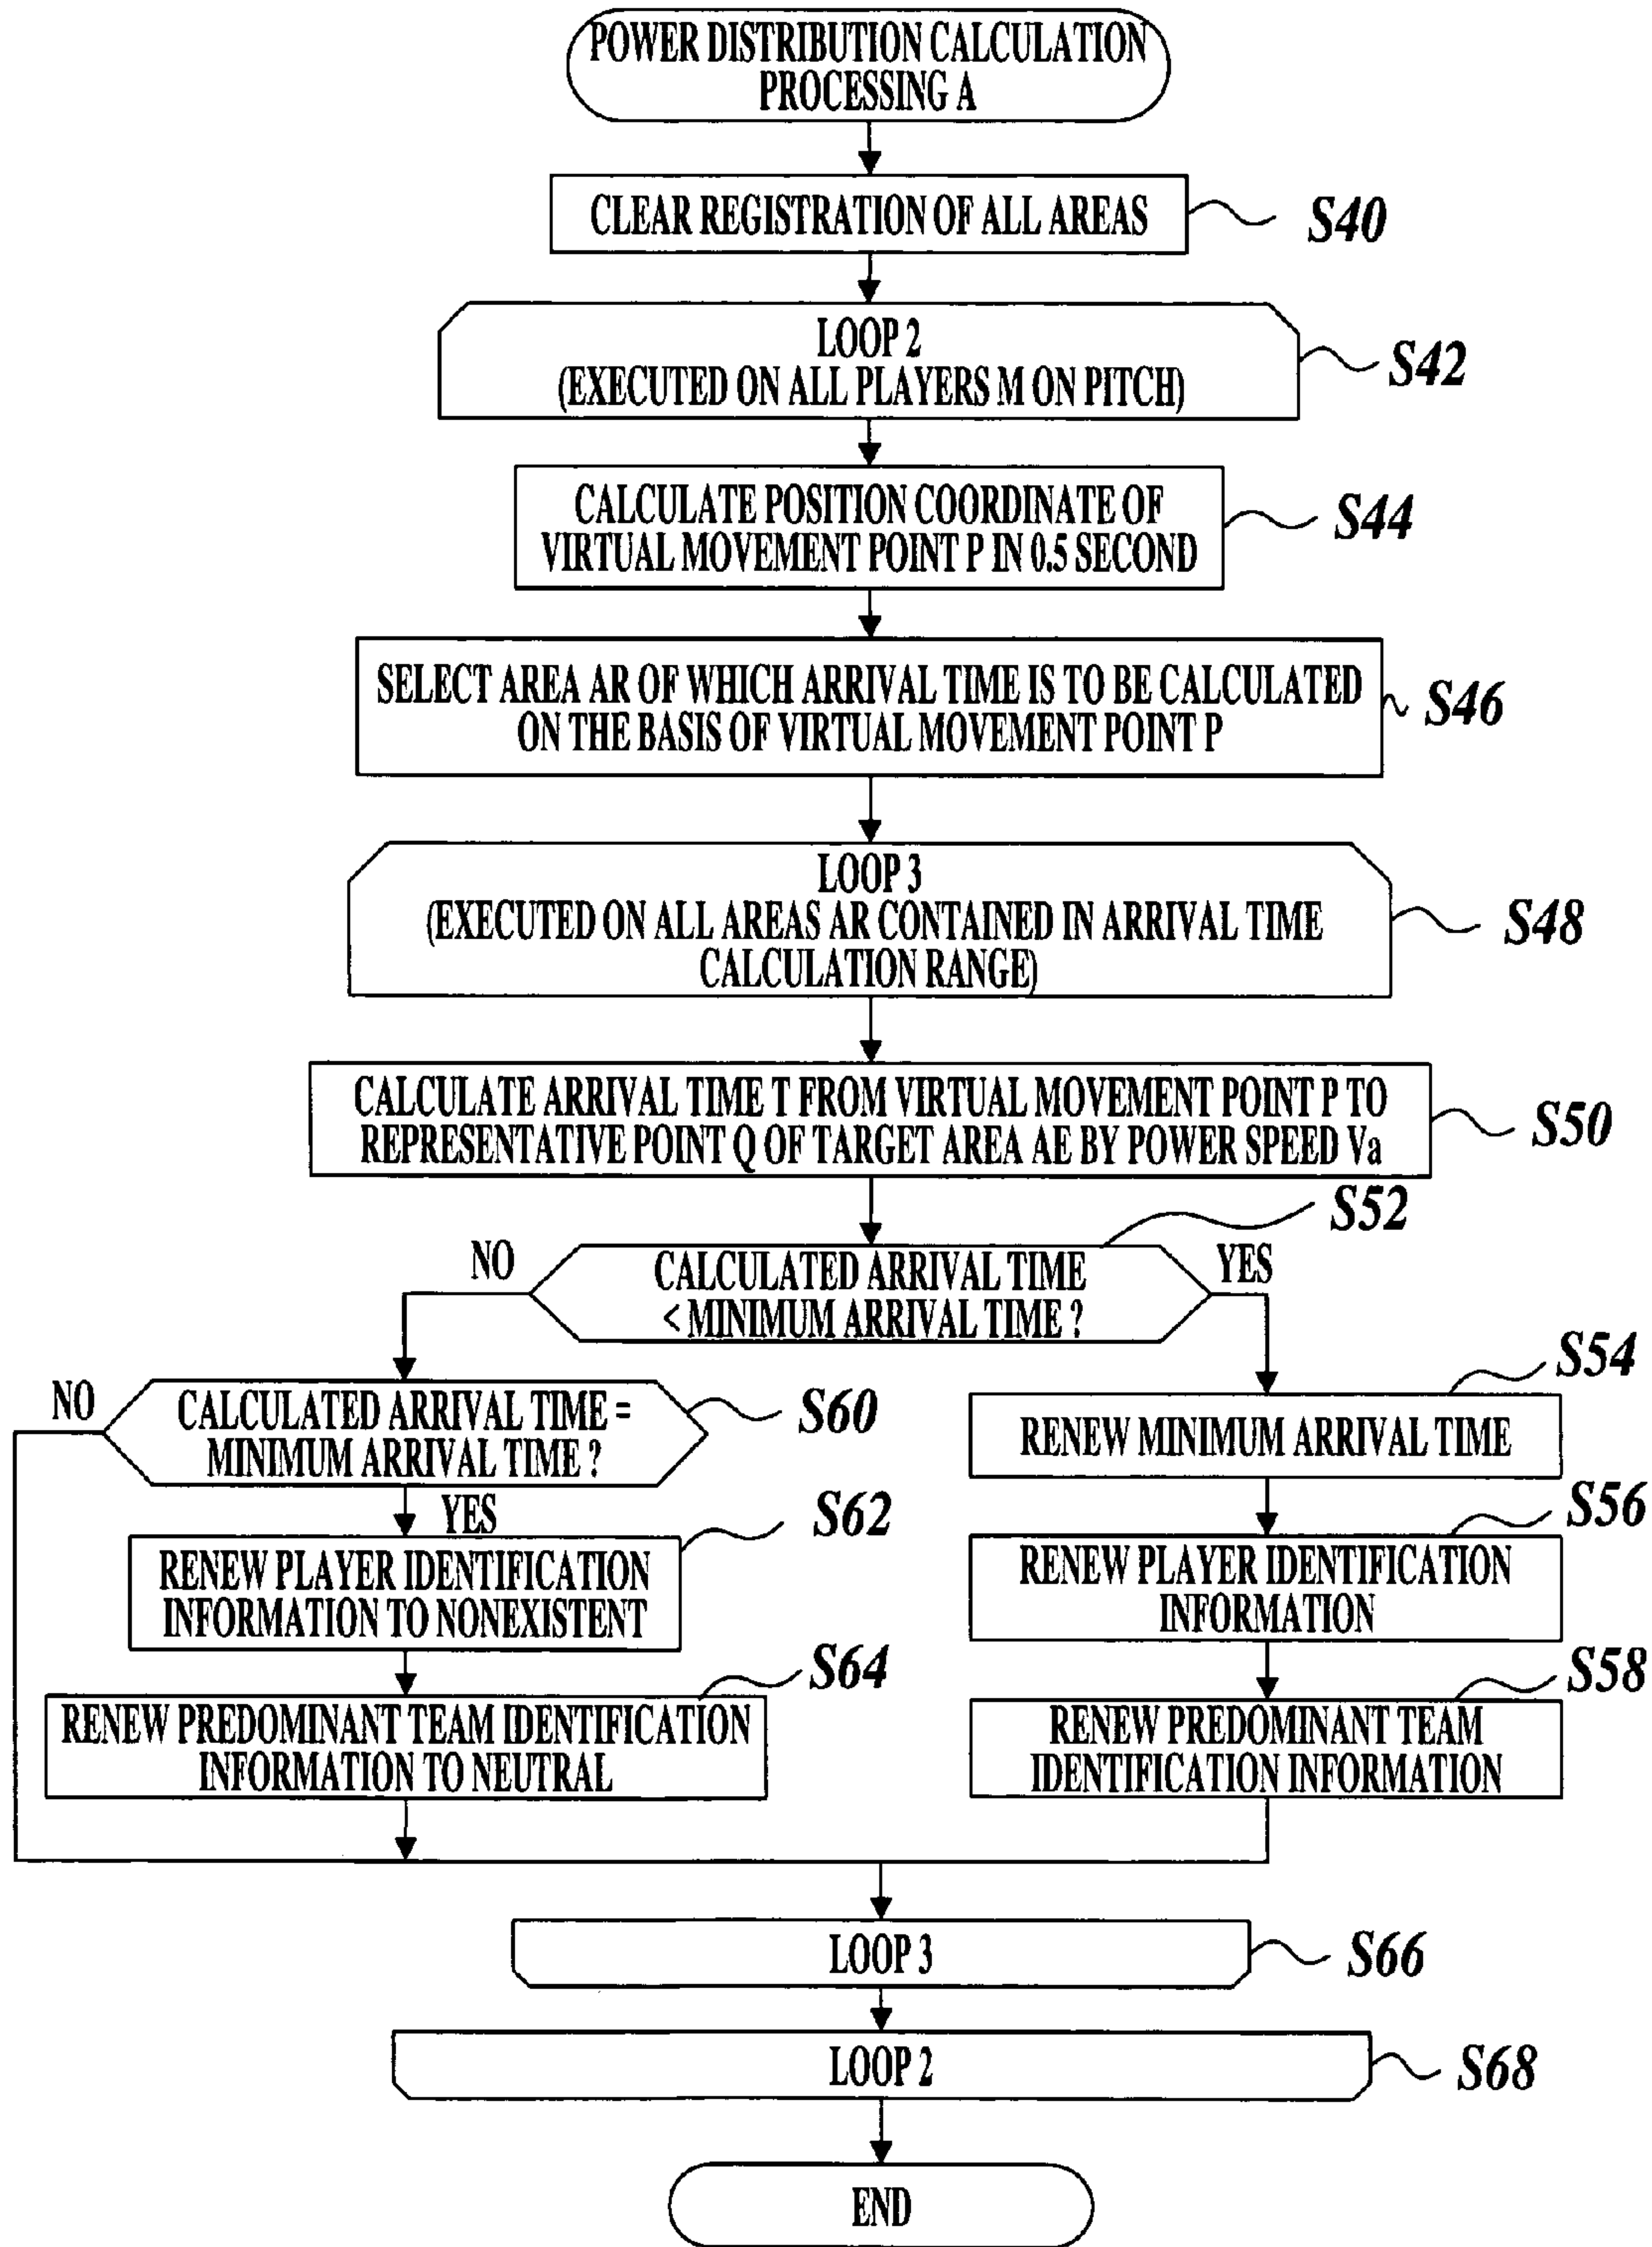 POWER DISTRIBUTION CALCULATION
PROCESSING A
CLEAR REGISTRATION OF ALL AREAS
S40
LOOP 2
(EXECUTED ON ALL PLAYERS M ON PITCH)
S42
CALCULATE POSITION COORDINATE OF
VIRTUAL MOVEMENT POINT P IN 0.5 SECOND
S44
SELECT AREA AR OF WHICH ARRIVAL TIME IS TO BE CALCULATED
ON THE BASIS OF VIRTUAL MOVEMENT POINT P
S46
LOOP 3
(EXECUTED ON ALL AREAS AR CONTAINED IN ARRIVAL TIME
CALCULATION RANGE)
S48
CALCULATE ARRIVAL TIME T FROM VIRTUAL MOVEMENT POINT P TO
REPRESENTATIVE POINT Q OF TARGET AREA AE BY POWER SPEED Va
S50
S52
NO
CALCULATED ARRIVAL TIME
< MINIMUM ARRIVAL TIME ?
YES
NO
CALCULATED ARRIVAL TIME =
MINIMUM ARRIVAL TIME ?
S60
YES
S54
RENEW MINIMUM ARRIVAL TIME
S62
RENEW PLAYER IDENTIFICATION
INFORMATION TO NONEXISTENT
S56
RENEW PLAYER IDENTIFICATION
INFORMATION
S64
RENEW PREDOMINANT TEAM IDENTIFICATION
INFORMATION TO NEUTRAL
S58
RENEW PREDOMINANT TEAM
IDENTIFICATION INFORMATION
LOOP 3
S66
LOOP 2
S68
END